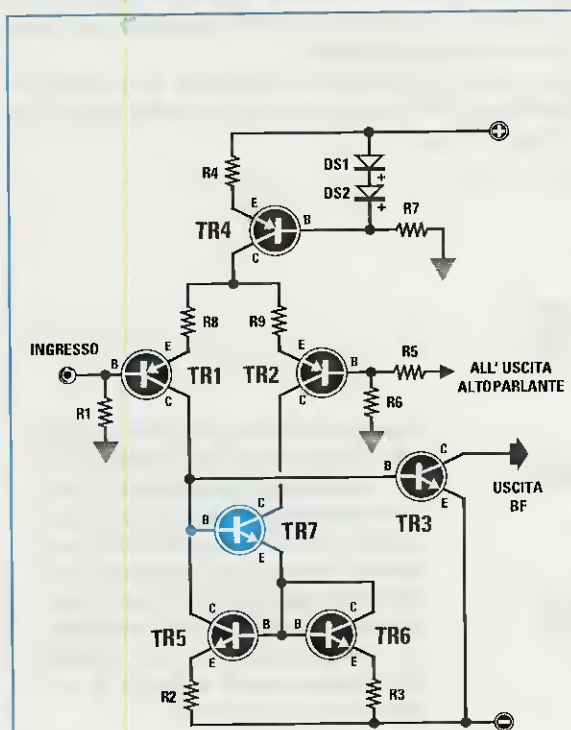 +
R4
DS1
+
DS2
+
R7
E
B
TR4
C
R8
R9
INGRESSO
E
E
B
TR1
TR2
B
R5
ALL' USCITA
ALTOPARLANTE
C
C
R1
R6
C
B
TR3
E
USCITA
BF
C
B
TR7
E
C
C
TR5
B
B
TR6
E
E
R2
R3
-